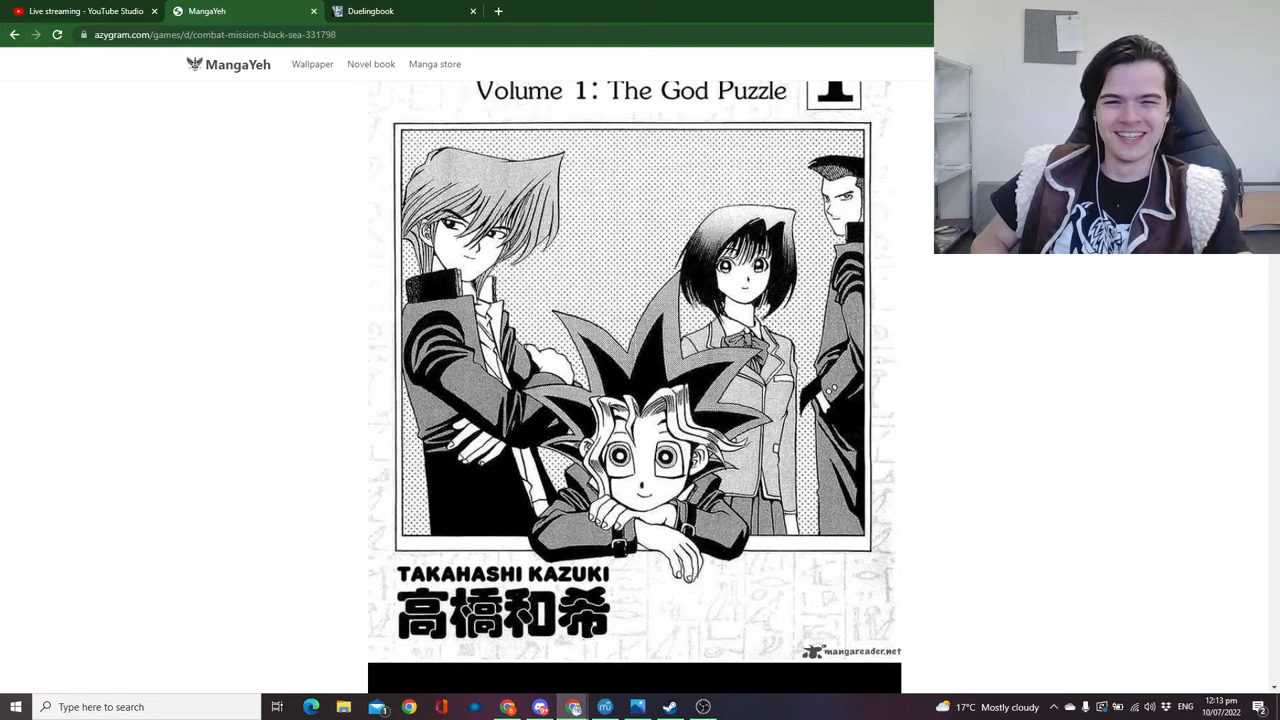 Live streaming - YouTube Studio
MangaYeh
Duelingbook
azygram.com/games/d/combat-mission-black-sea-331798
MangaYeh
Wallpaper
Novel book
Manga store
Volume 1: The God Puzzle
1
TAKAHASHI KAZUKI
高橋和希
mangareader.net
Type here to search
17°C Mostly cloudy
ENG
12:13 pm
10/07/2022